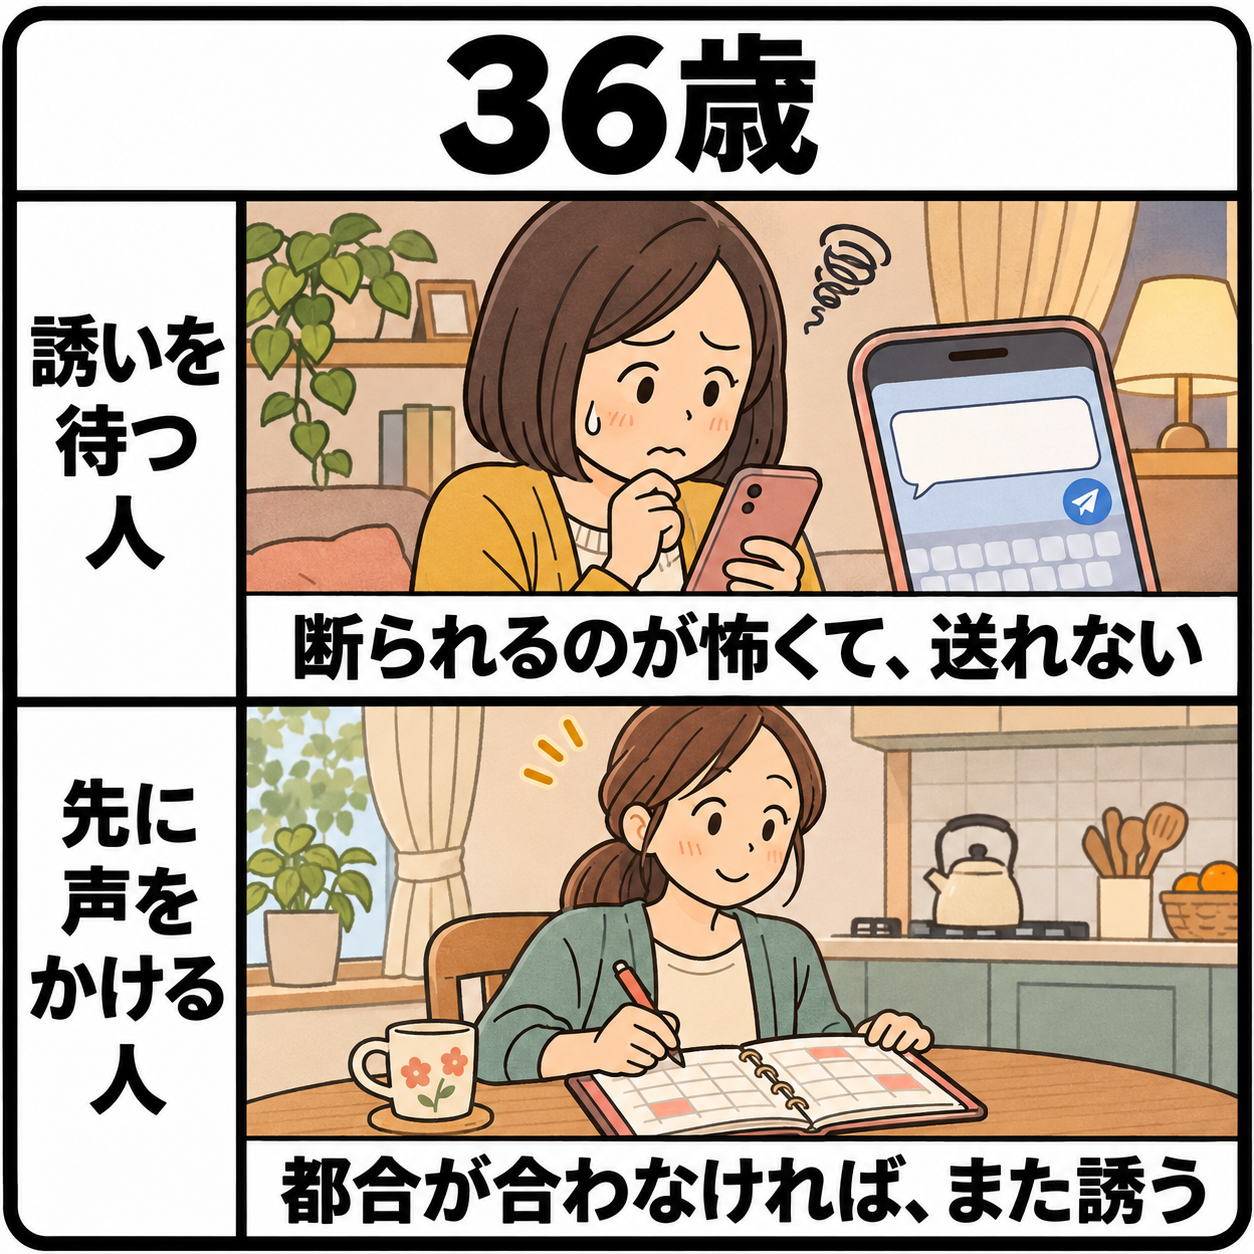 36歳
誘いを
待つ
人
断られるのが怖くて、送れない
先に
声を
かける
人
都合が合わなければ、また誘う